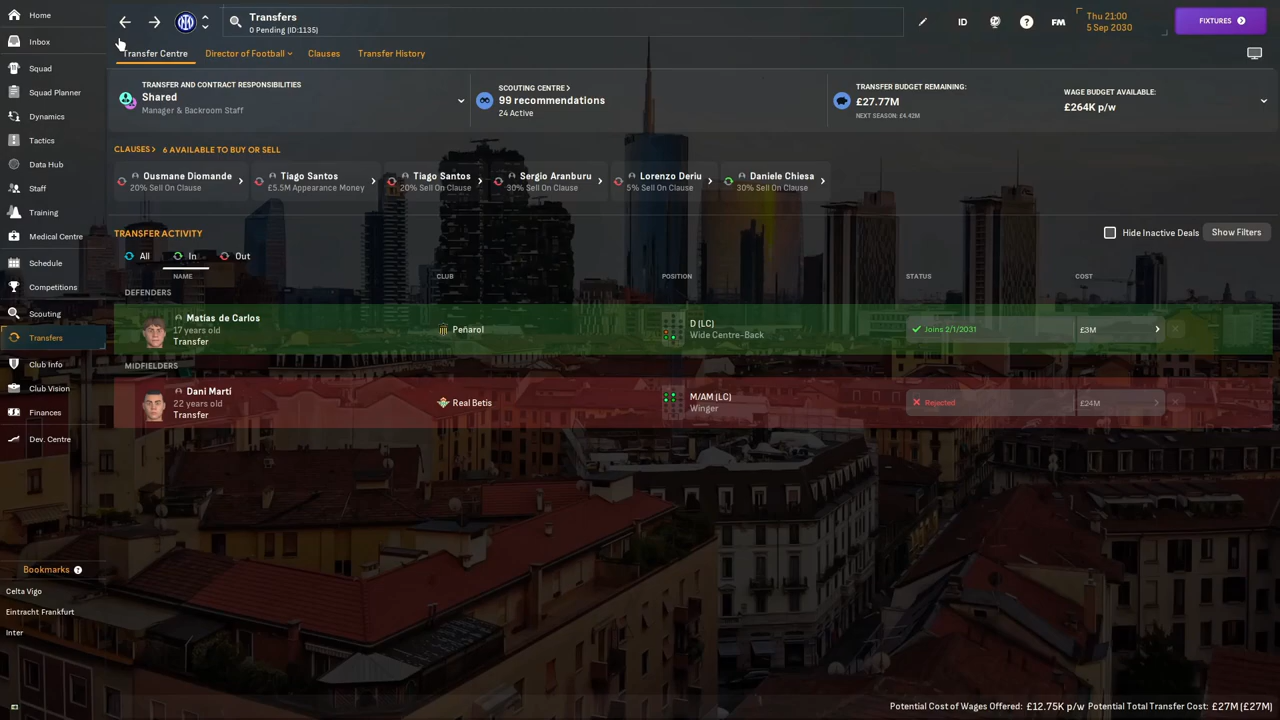 Home
Inbox
Squad
Squad Planner
Dynamics
Tactics
Data Hub
Staff
Training
Medical Centre
Schedule
Competitions
Scouting
Transfers
Club Info
Club Vision
Finances
Dev. Centre
Bookmarks ?
Celta Vigo
Eintracht Frankfurt
Inter
Transfers
0 Pending (ID:1135)
ID
?
FM
Thu 21:00
5 Sep 2030
FIXTURES
Transfer Centre
Director of Football
Clauses
Transfer History
TRANSFER AND CONTRACT RESPONSIBILITIES
Shared
Manager & Backroom Staff
SCOUTING CENTRE >
99 recommendations
24 Active
TRANSFER BUDGET REMAINING:
£27.77M
NEXT SEASON: £4.42M
WAGE BUDGET AVAILABLE:
£264K p/w
CLAUSES > 6 AVAILABLE TO BUY OR SELL
Ousmane Diomande
20% Sell On Clause
Tiago Santos
£5.5M Appearance Money
Tiago Santos
20% Sell On Clause
Sergio Aranburu
30% Sell On Clause
Lorenzo Deriu
5% Sell On Clause
Daniele Chiesa
30% Sell On Clause
TRANSFER ACTIVITY
Hide Inactive Deals
Show Filters
All
In
Out
NAME CLUB POSITION STATUS COST
DEFENDERS
Matías de Carlos
17 years old
Transfer
Peñarol
D (LC)
Wide Centre-Back
Joins 2/1/2031
£3M
MIDFIELDERS
Dani Martí
22 years old
Transfer
Real Betis
M/AM (LC)
Winger
Rejected
£24M
Potential Cost of Wages Offered: £12.75K p/w Potential Total Transfer Cost: £27M (£27M)